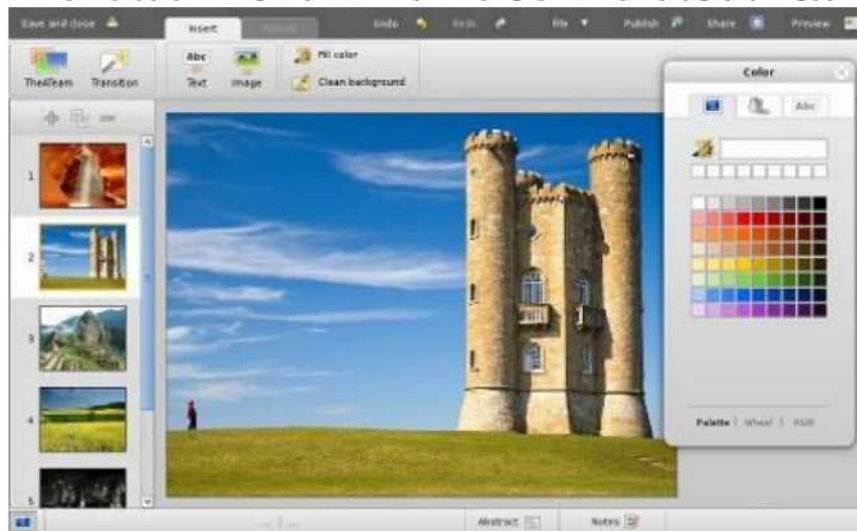 Save and close
Insert
Undo
Redo
File
Publish
Share
Preview
TheATeam
Transition
Abc
Text
Image
Fill color
Clean background
Color
Abc
1
2
3
4
5
Palette | Wheel | RGB
Abstract
Notes